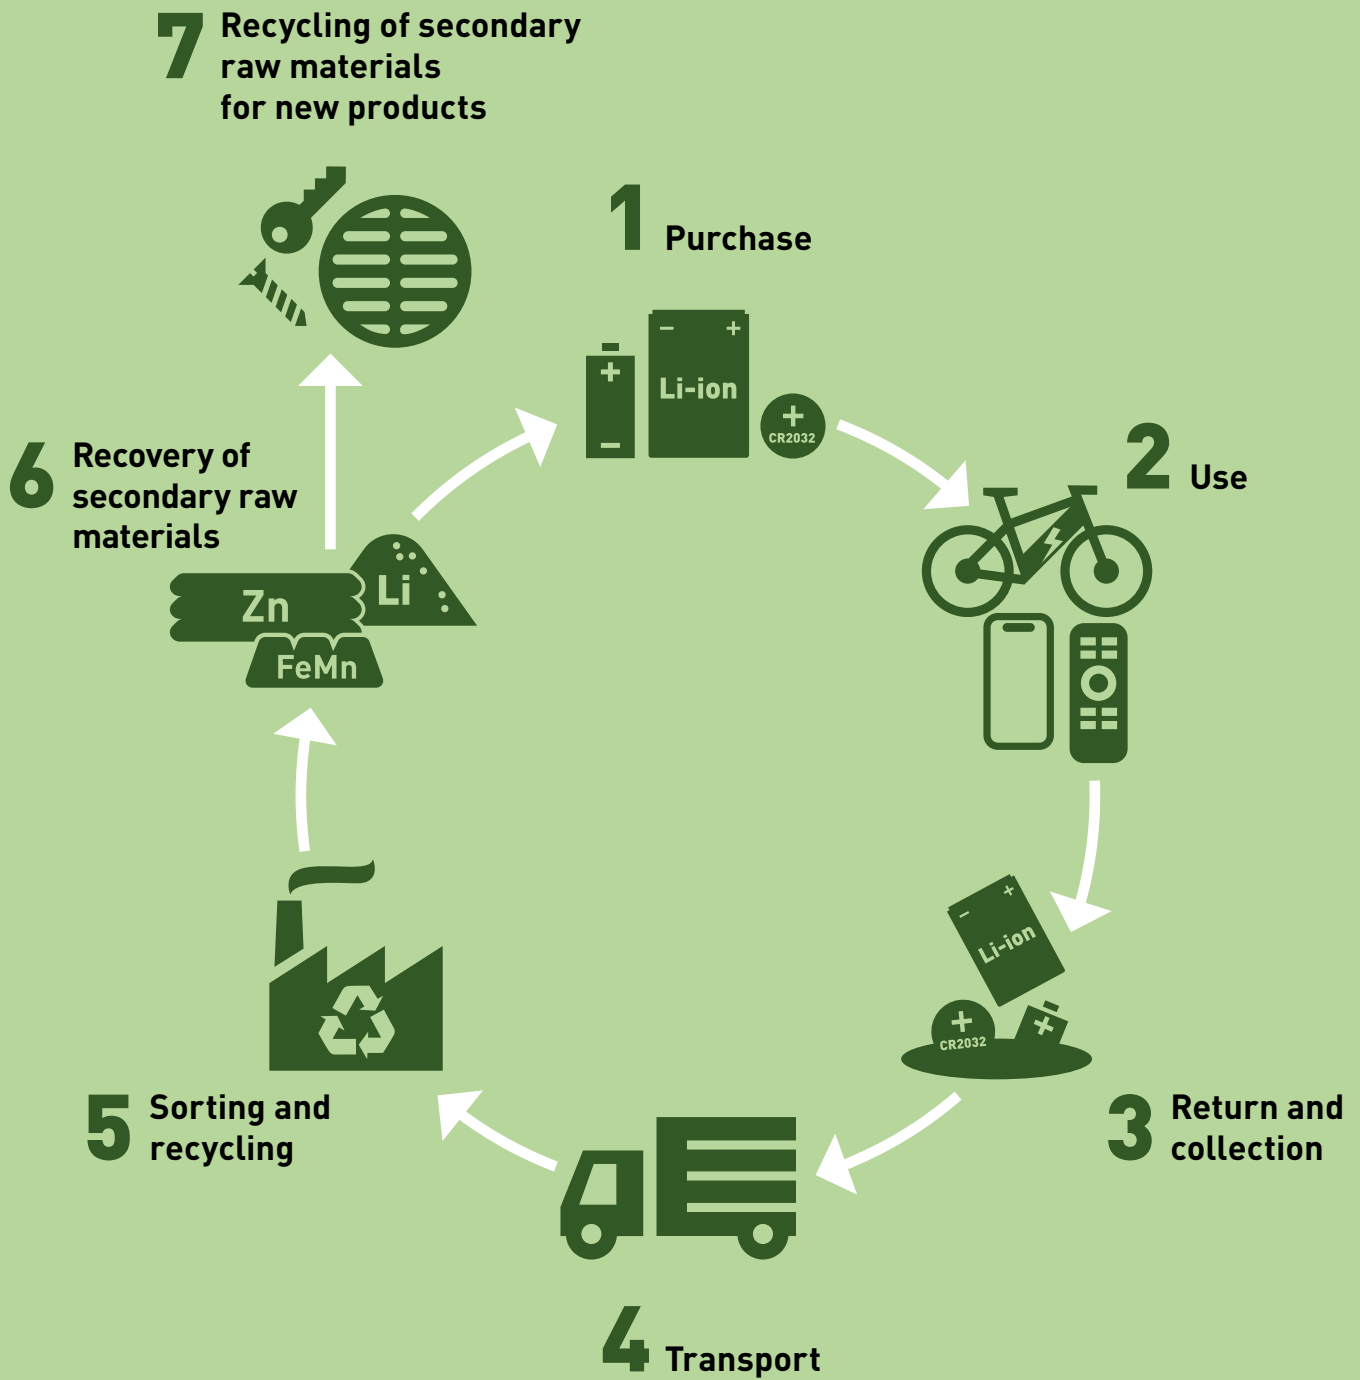 7 Recycling of secondary
raw materials
for new products
1 Purchase
- +
+
Li-ion
-
+
CR2032
2 Use
6 Recovery of
secondary raw
materials
Zn
Li
FeMn
- +
Li-ion
+
CR2032
+
3 Return and
collection
5 Sorting and
recycling
4 Transport